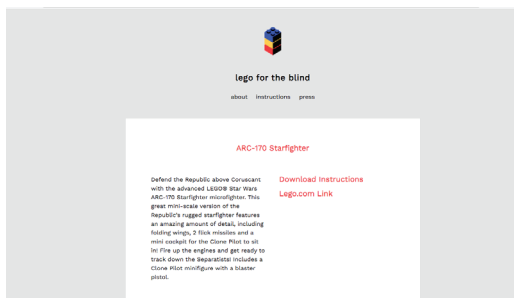 lego for the blind
about instructions press
ARC-170 Starfighter
Defend the Republic above Coruscant
with the advanced LEGO® Star Wars
ARC-170 Starfighter microfighter. This
great mini-scale version of the
Republic's rugged starfighter features
an amazing amount of detail, including
folding wings, 2 flick missiles and a
mini cockpit for the Clone Pilot to sit
in! Fire up the engines and get ready to
track down the Separatists! Includes a
Clone Pilot minifigure with a blaster
pistol.
Download Instructions
Lego.com Link